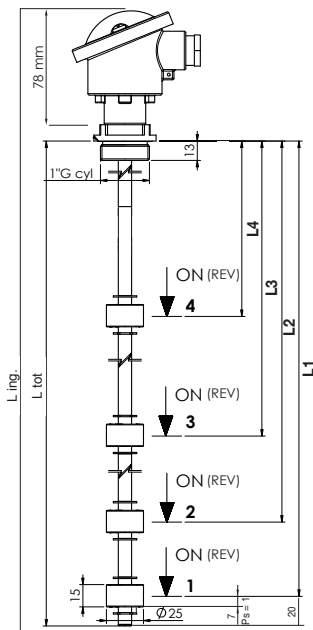 78 mm
13
1"G cyl
L4
L3
L2
L1
ON (REV)
4
L ing.
L tot
ON (REV)
3
ON (REV)
2
ON (REV)
1
15
Ø 25
7
Ps = 1
20